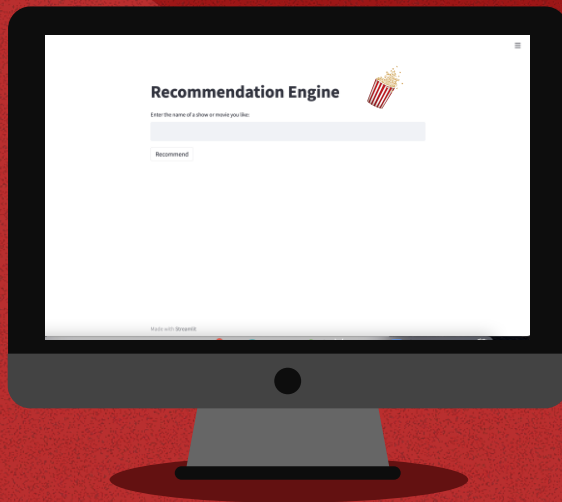 Recommendation Engine
Enter the name of a show or movie you like:
Recommend
Made with Streamlit